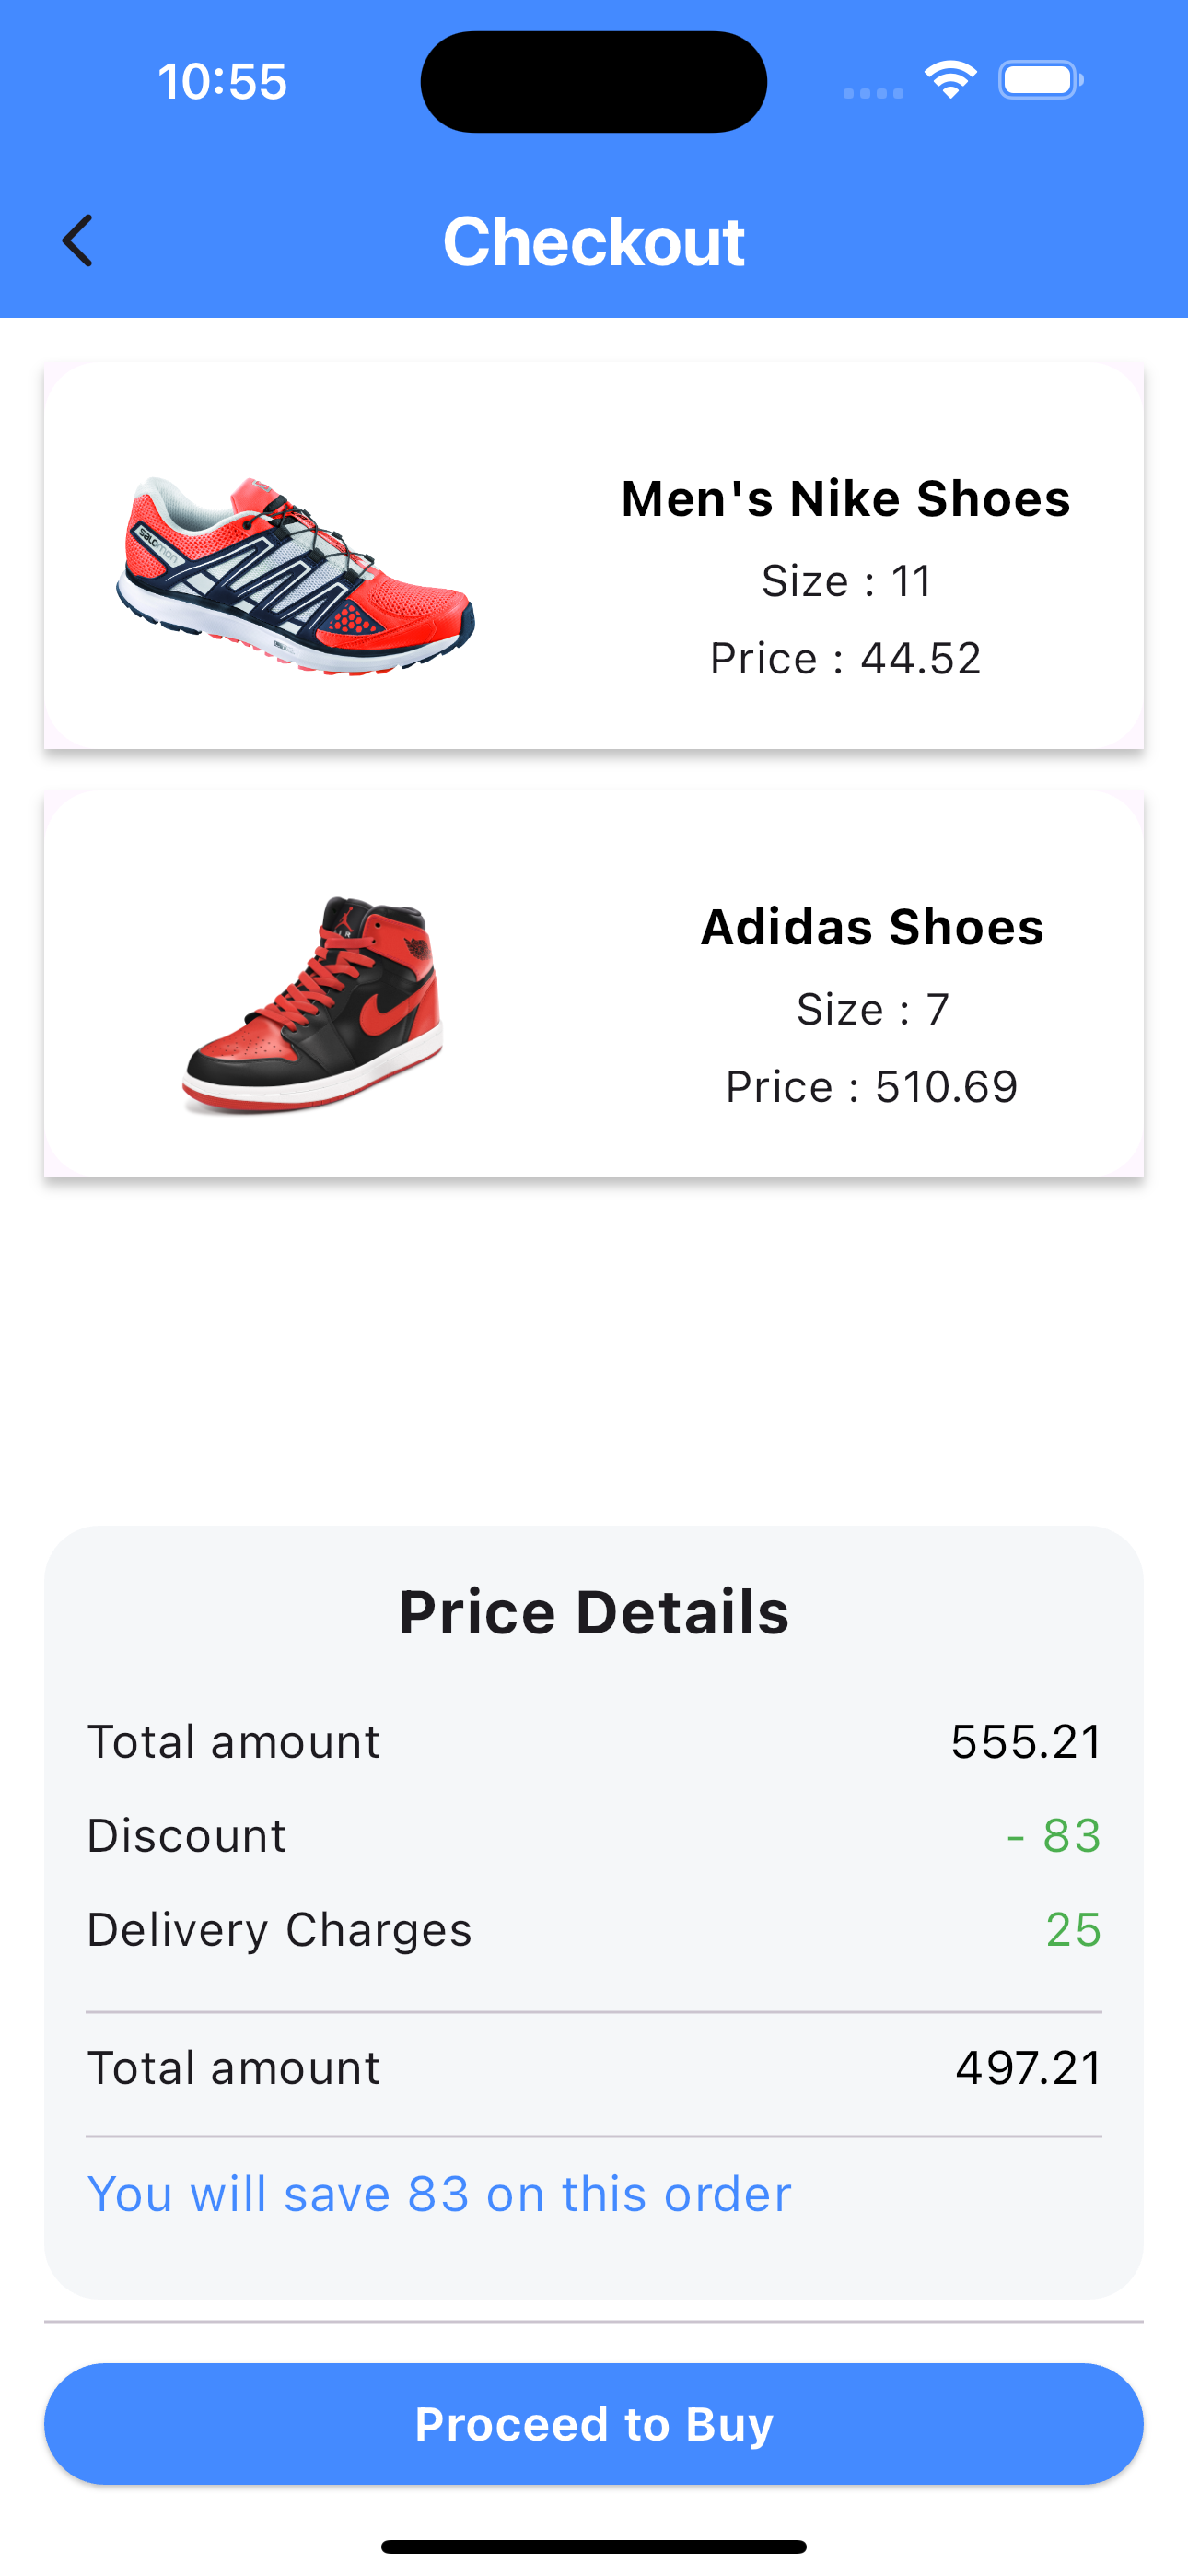 10:55
Checkout
salomon
Men's Nike Shoes
Size : 11
Price : 44.52
Adidas Shoes
Size : 7
Price : 510.69
Price Details
Total amount 555.21
Discount - 83
Delivery Charges 25
Total amount 497.21
You will save 83 on this order
Proceed to Buy